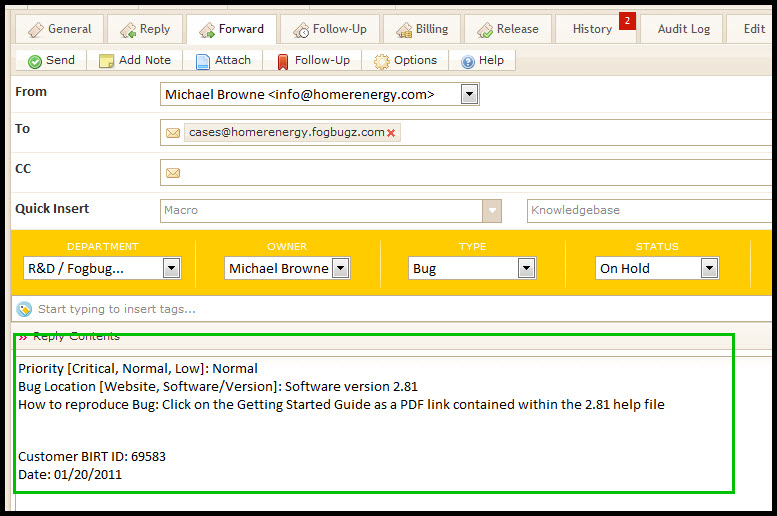 General Reply Forward Follow-Up Billing Release History 2 Audit Log Edit
Send Add Note Attach Follow-Up Options Help
From Michael Browne <info@homerenergy.com>
To cases@homerenergy.fogbugz.com
CC
Quick Insert Macro Knowledgebase
DEPARTMENT OWNER TYPE STATUS
R&D / Fogbug... Michael Browne Bug On Hold
Start typing to insert tags...
Reply Contents
Priority [Critical, Normal, Low]: Normal
Bug Location [Website, Software/Version]: Software version 2.81
How to reproduce Bug: Click on the Getting Started Guide as a PDF link contained within the 2.81 help file
Customer BIRT ID: 69583
Date: 01/20/2011